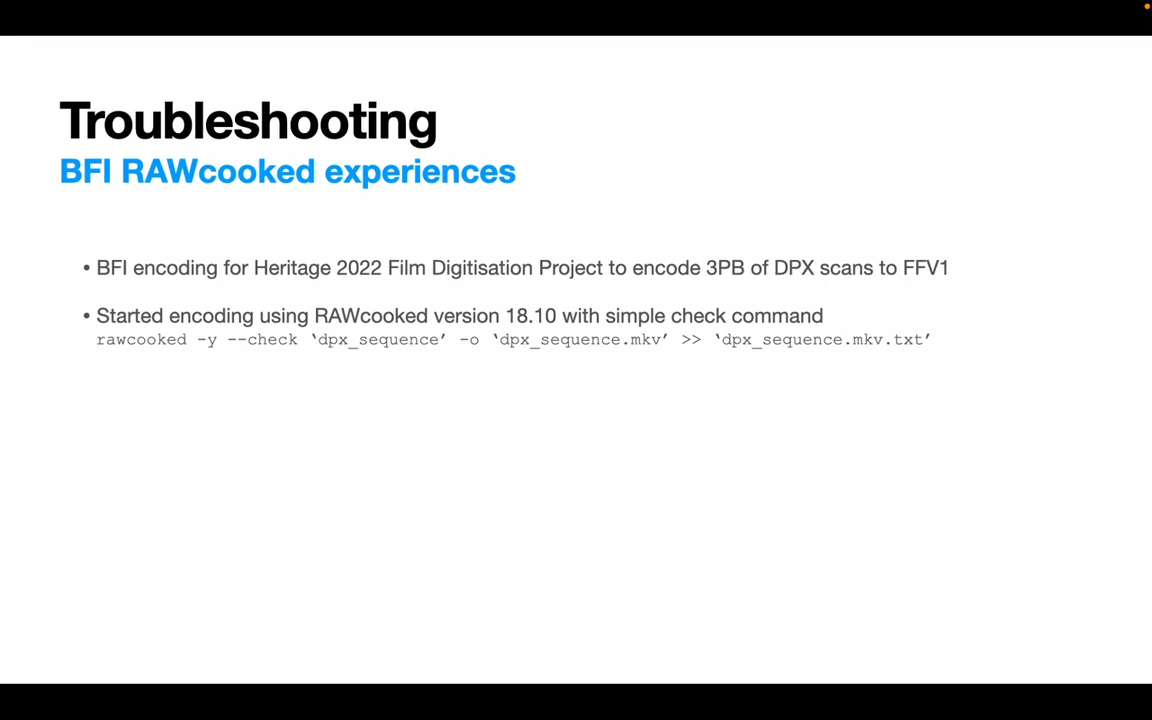 Troubleshooting
BFI RAWcooked experiences
• BFI encoding for Heritage 2022 Film Digitisation Project to encode 3PB of DPX scans to FFV1
• Started encoding using RAWcooked version 18.10 with simple check command
rawcooked -y --check ‘dpx_sequence’ -o ‘dpx_sequence.mkv’ >> ‘dpx_sequence.mkv.txt’